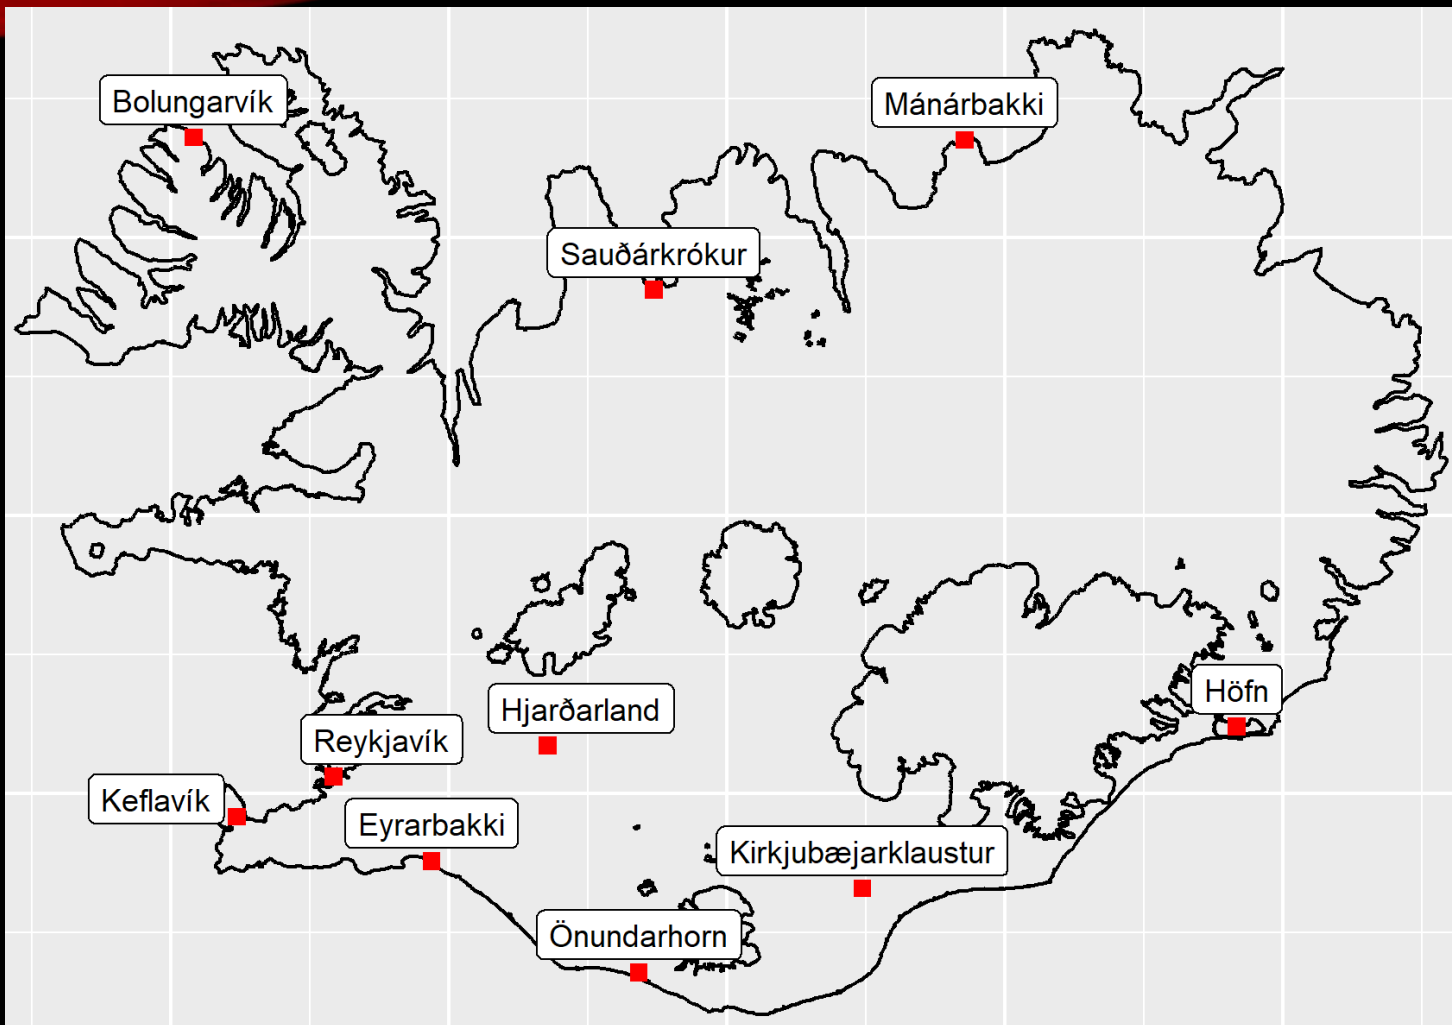 Bolungarvík
Mánárbakki
Sauðárkrókur
Höfn
Hjarðarland
Reykjavík
Keflavík
Eyrarbakki
Kirkjubæjarklaustur
Önundarhorn